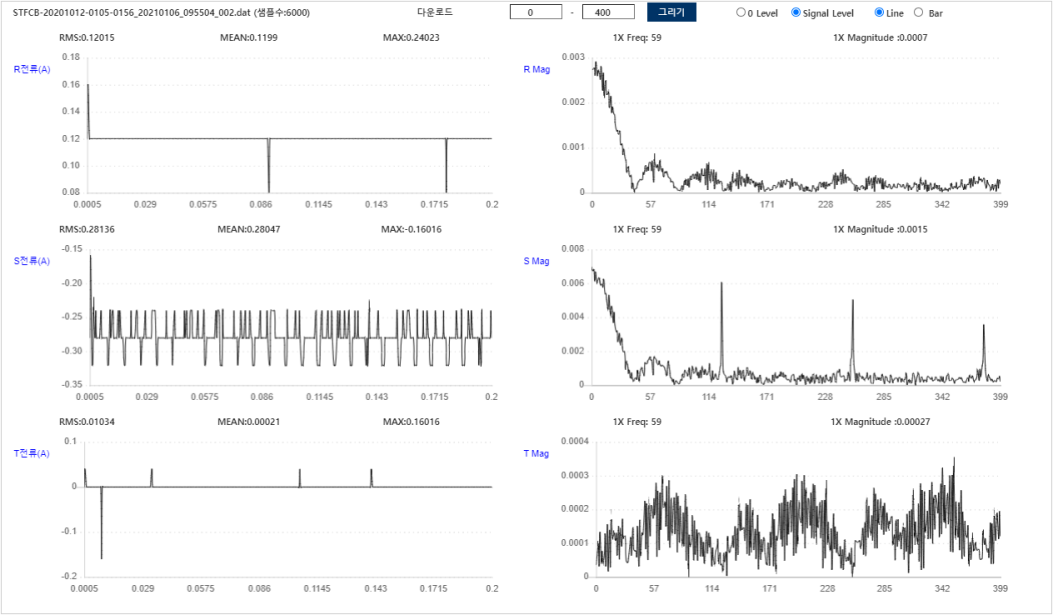 STFCB-20201012-0105-0156_20210106_095504_002.dat (샘플수:6000) 다운로드 0 - 400 그리기 0 Level Signal Level Line Bar
RMS:0.12015 MEAN:0.1199 MAX:0.24023 1X Freq: 59 1X Magnitude :0.0007
R전류(A) 0.18 0.16 0.14 0.12 0.10 0.08
0.0005 0.029 0.0575 0.086 0.1145 0.143 0.1715 0.2
R Mag 0.003 0.002 0.001 0
0 57 114 171 228 285 342 399
RMS:0.28136 MEAN:0.28047 MAX:-0.16016 1X Freq: 59 1X Magnitude :0.0015
S전류(A) -0.15 -0.20 -0.25 -0.30 -0.35
0.0005 0.029 0.0575 0.086 0.1145 0.143 0.1715 0.2
S Mag 0.008 0.006 0.004 0.002 0
0 57 114 171 228 285 342 399
RMS:0.01034 MEAN:0.00021 MAX:0.16016 1X Freq: 59 1X Magnitude :0.00027
T전류(A) 0.1 0 -0.1 -0.2
0.0005 0.029 0.0575 0.086 0.1145 0.143 0.1715 0.2
T Mag 0.0004 0.0003 0.0002 0.0001 0
0 57 114 171 228 285 342 399